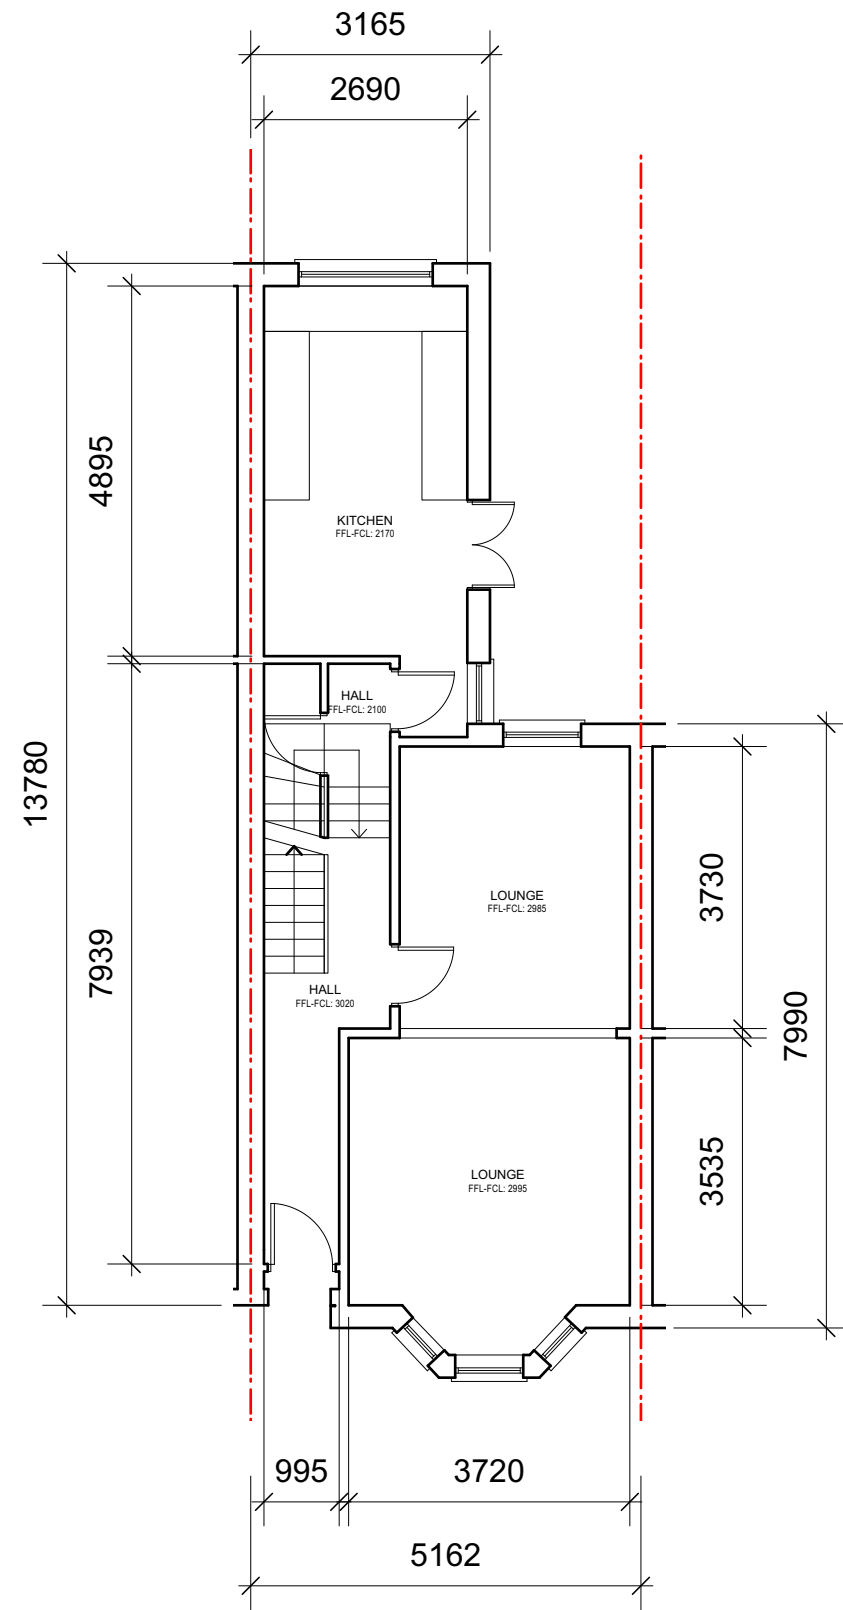 3165
2690
4895
KITCHEN
FFL-FCL: 2170
HALL
FFL-FCL: 2100
13780
7939
LOUNGE
FFL-FCL: 2985
3730
HALL
FFL-FCL: 3020
7990
LOUNGE
FFL-FCL: 2995
3535
995
3720
5162